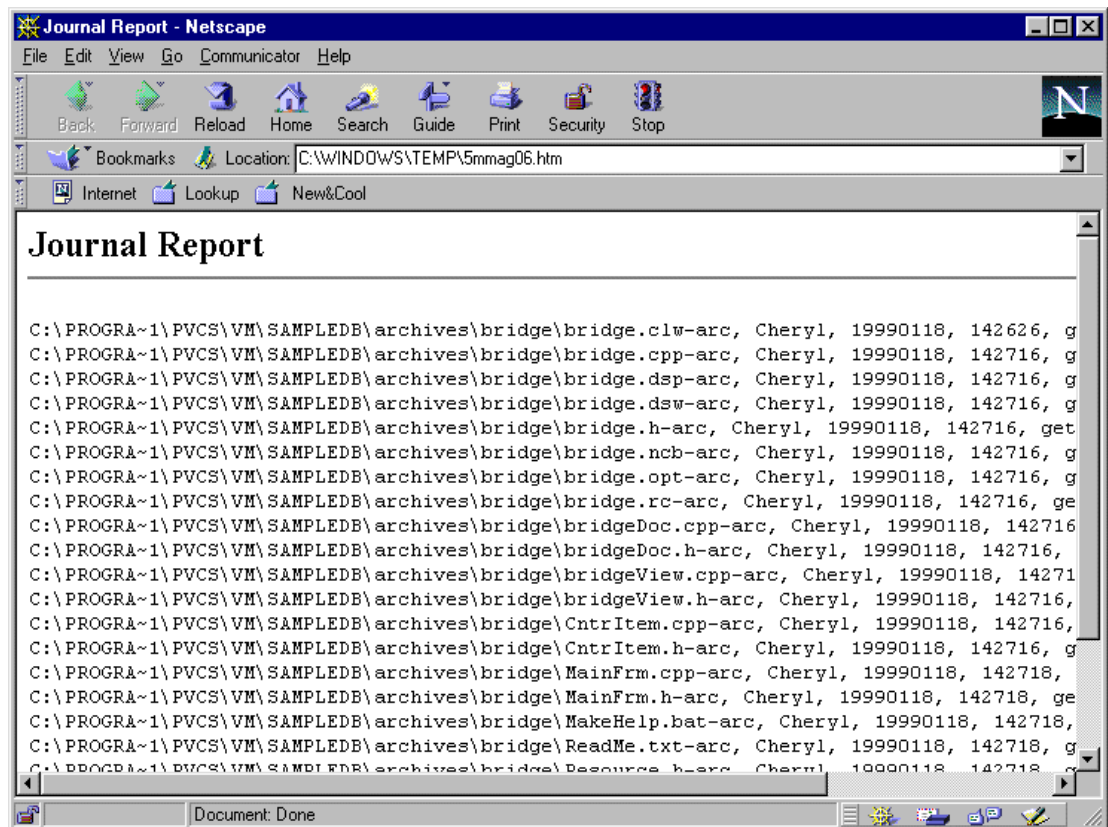 Journal Report - Netscape
File Edit View Go Communicator Help
Back Forward Reload Home Search Guide Print Security Stop
N
Bookmarks Location: C:\WINDOWS\TEMP\5mmag06.htm
Internet Lookup New&Cool
Journal Report
C:\PROGRA~1\PVCS\VM\SAMPLEDB\archives\bridge\bridge.clw-arc, Cheryl, 19990118, 142626, g
C:\PROGRA~1\PVCS\VM\SAMPLEDB\archives\bridge\bridge.cpp-arc, Cheryl, 19990118, 142716, g
C:\PROGRA~1\PVCS\VM\SAMPLEDB\archives\bridge\bridge.dsp-arc, Cheryl, 19990118, 142716, g
C:\PROGRA~1\PVCS\VM\SAMPLEDB\archives\bridge\bridge.dsw-arc, Cheryl, 19990118, 142716, g
C:\PROGRA~1\PVCS\VM\SAMPLEDB\archives\bridge\bridge.h-arc, Cheryl, 19990118, 142716, get
C:\PROGRA~1\PVCS\VM\SAMPLEDB\archives\bridge\bridge.ncb-arc, Cheryl, 19990118, 142716, g
C:\PROGRA~1\PVCS\VM\SAMPLEDB\archives\bridge\bridge.opt-arc, Cheryl, 19990118, 142716, g
C:\PROGRA~1\PVCS\VM\SAMPLEDB\archives\bridge\bridge.rc-arc, Cheryl, 19990118, 142716, ge
C:\PROGRA~1\PVCS\VM\SAMPLEDB\archives\bridge\bridgeDoc.cpp-arc, Cheryl, 19990118, 142716
C:\PROGRA~1\PVCS\VM\SAMPLEDB\archives\bridge\bridgeDoc.h-arc, Cheryl, 19990118, 142716,
C:\PROGRA~1\PVCS\VM\SAMPLEDB\archives\bridge\bridgeView.cpp-arc, Cheryl, 19990118, 14271
C:\PROGRA~1\PVCS\VM\SAMPLEDB\archives\bridge\bridgeView.h-arc, Cheryl, 19990118, 142716,
C:\PROGRA~1\PVCS\VM\SAMPLEDB\archives\bridge\CntrItem.cpp-arc, Cheryl, 19990118, 142716,
C:\PROGRA~1\PVCS\VM\SAMPLEDB\archives\bridge\CntrItem.h-arc, Cheryl, 19990118, 142716, g
C:\PROGRA~1\PVCS\VM\SAMPLEDB\archives\bridge\MainFrm.cpp-arc, Cheryl, 19990118, 142718,
C:\PROGRA~1\PVCS\VM\SAMPLEDB\archives\bridge\MainFrm.h-arc, Cheryl, 19990118, 142718, ge
C:\PROGRA~1\PVCS\VM\SAMPLEDB\archives\bridge\MakeHelp.bat-arc, Cheryl, 19990118, 142718,
C:\PROGRA~1\PVCS\VM\SAMPLEDB\archives\bridge\ReadMe.txt-arc, Cheryl, 19990118, 142718, g
C:\PROGRA~1\PVCS\VM\SAMPLEDB\archives\bridge\Resource.h-arc, Cheryl, 19990118, 142718, g
Document: Done